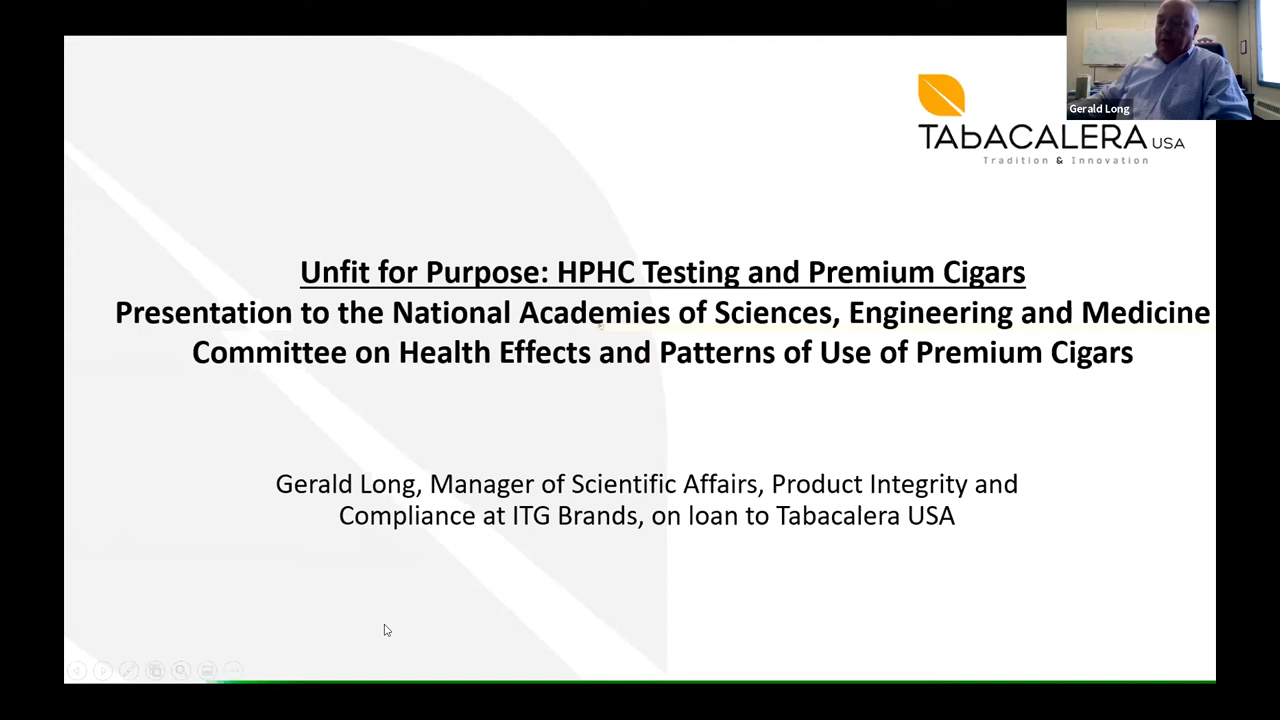 Gerald Long
TAbACALERA USA
Tradition & Innovation
Unfit for Purpose: HPHC Testing and Premium Cigars
Presentation to the National Academies of Sciences, Engineering and Medicine
Committee on Health Effects and Patterns of Use of Premium Cigars
Gerald Long, Manager of Scientific Affairs, Product Integrity and
Compliance at ITG Brands, on loan to Tabacalera USA